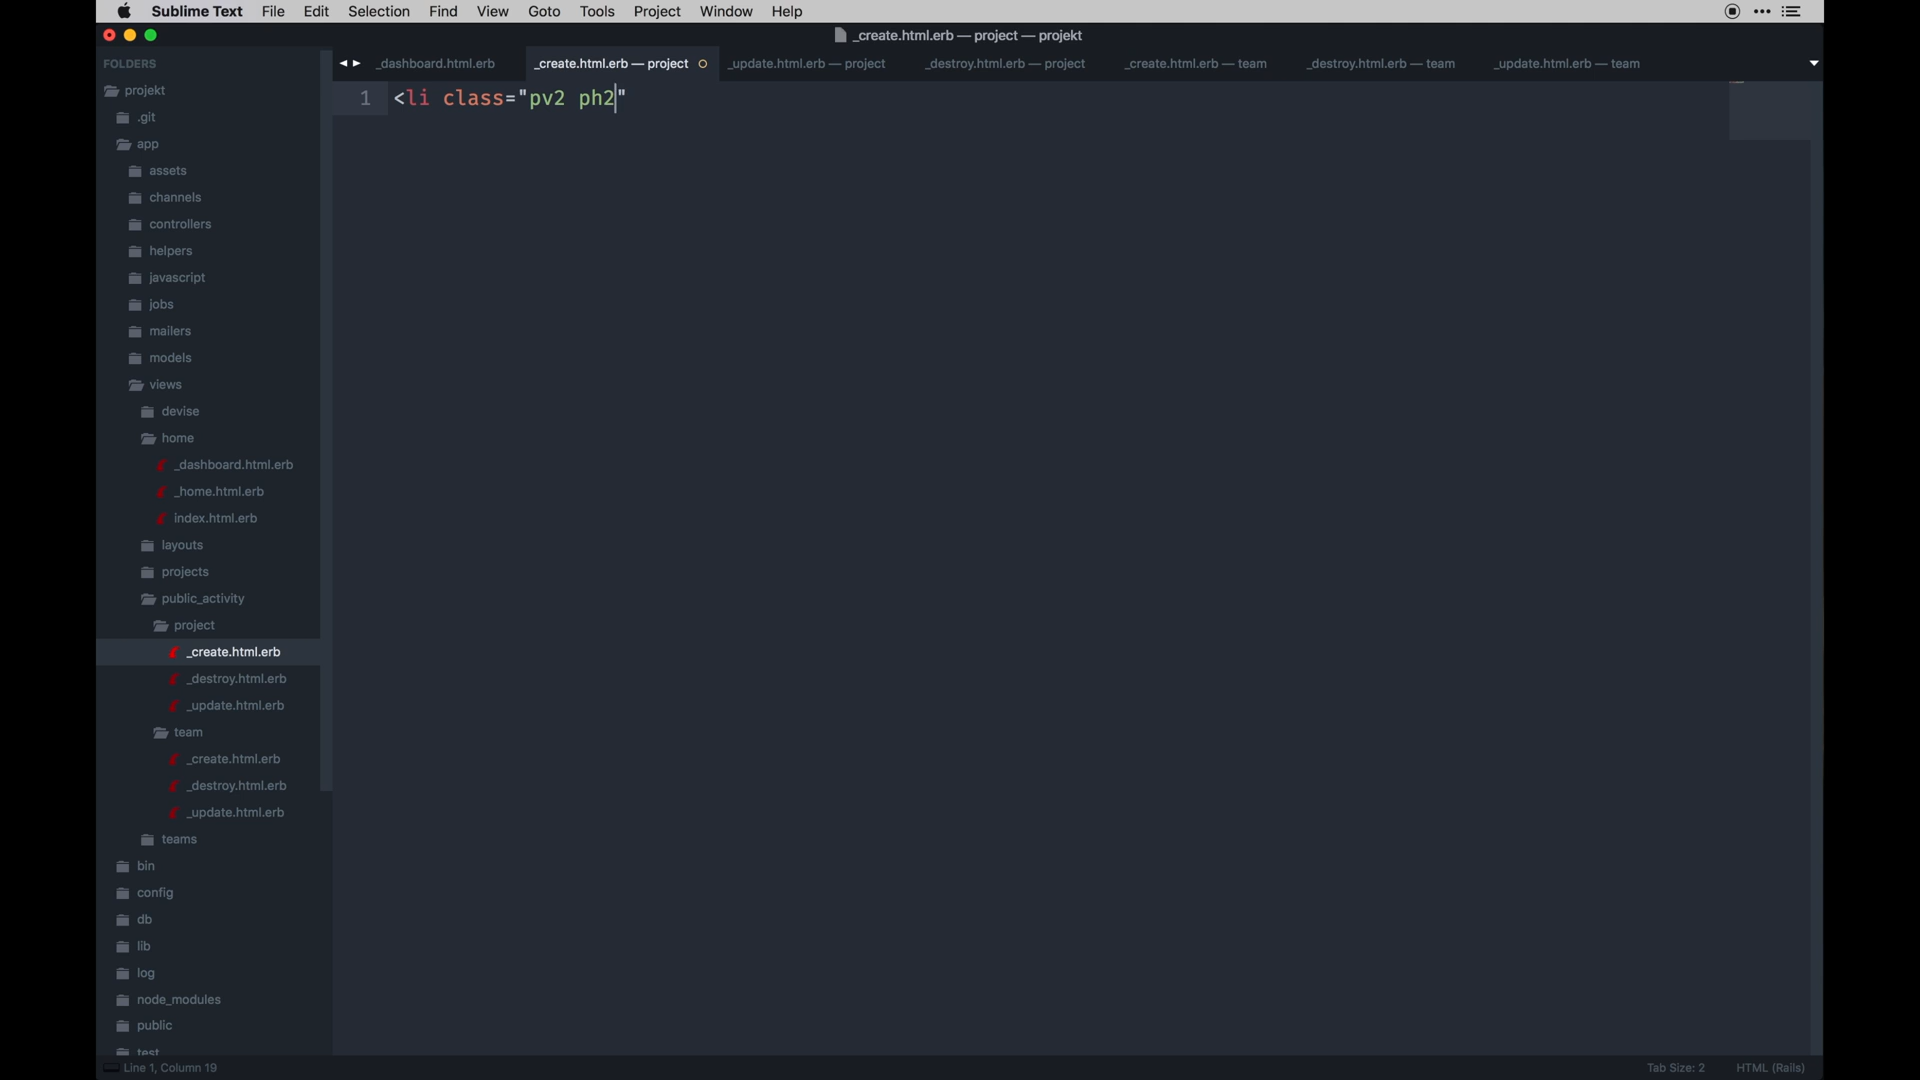 Sublime Text File Edit Selection Find View Goto Tools Project Window Help
_create.html.erb — project — projekt
FOLDERS
_dashboard.html.erb
_create.html.erb — project
_update.html.erb — project
_destroy.html.erb — project
_create.html.erb — team
_destroy.html.erb — team
_update.html.erb — team
1 <li class="pv2 ph2"
projekt
.git
app
assets
channels
controllers
helpers
javascript
jobs
mailers
models
views
devise
home
_dashboard.html.erb
_home.html.erb
index.html.erb
layouts
projects
public_activity
project
_create.html.erb
_destroy.html.erb
_update.html.erb
team
_create.html.erb
_destroy.html.erb
_update.html.erb
teams
bin
config
db
lib
log
node_modules
public
test
Line 1, Column 19
Tab Size: 2
HTML (Rails)